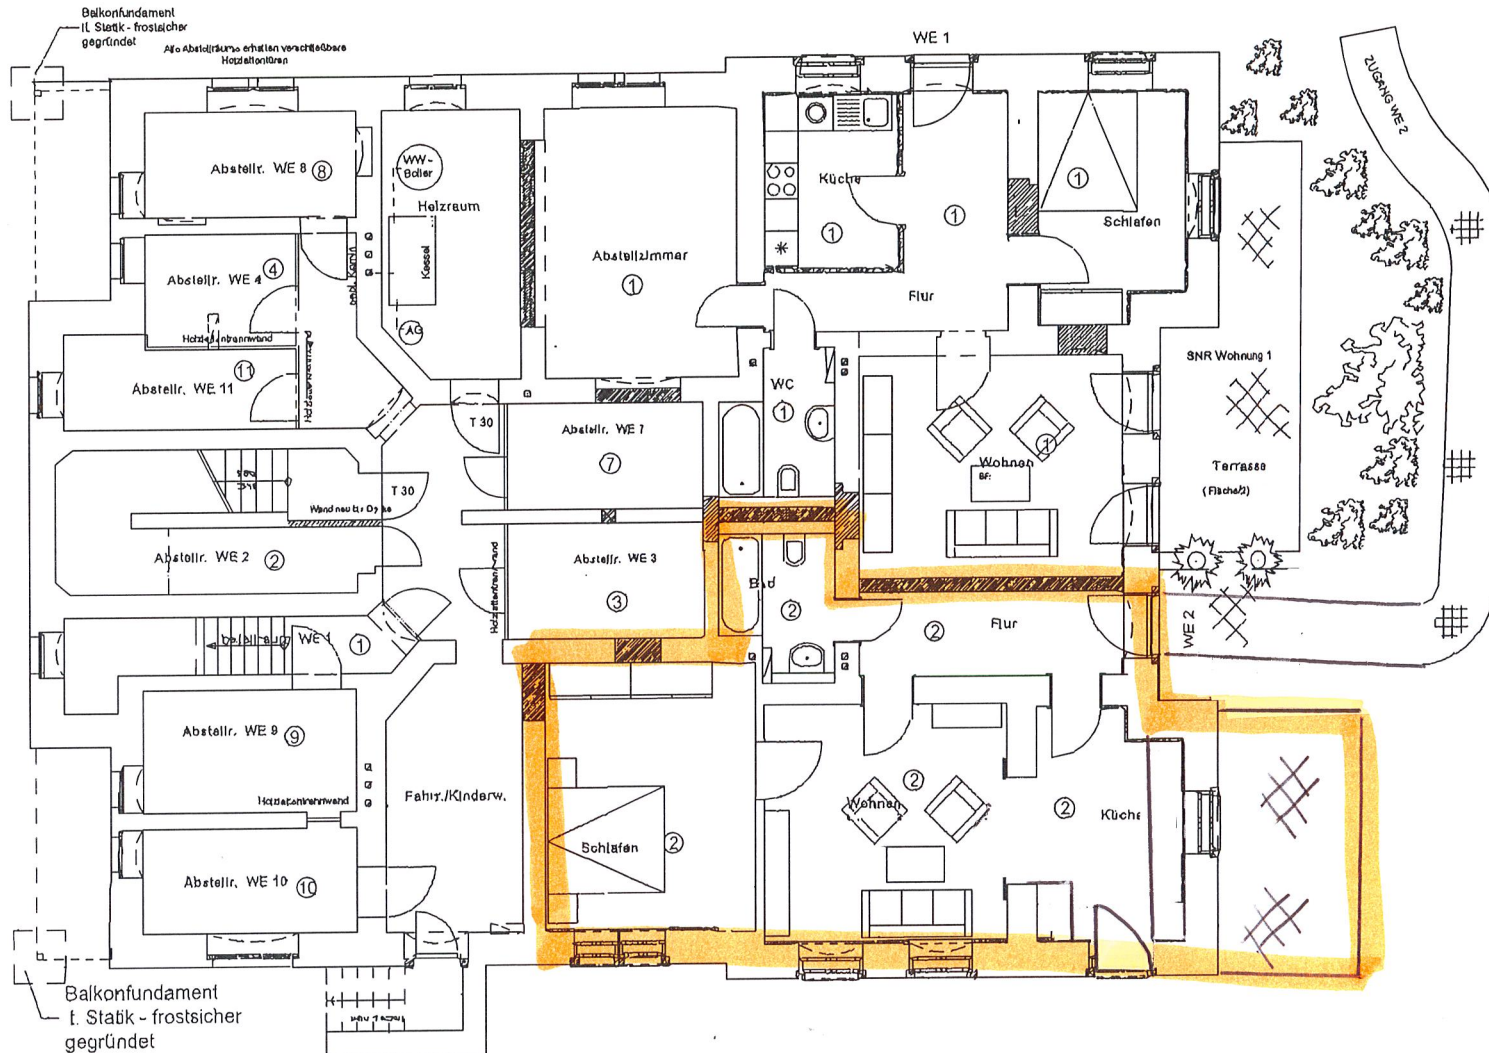 Balkonfundament
lt. Statik - frostsicher
gegründet
Alle Abstellräume erhalten verschließbare
Holzlattentüren
WE 1
ZUGANG WE 2
Abstellr. WE 8
8
WW-
Boiler
Heizraum
Kessel
AG
Abstellr. WE 4
4
Holzlattentrennwand
Abstellr. WE 11
11
Abstellzimmer
1
Küche
1
1
Flur
1
Schlafen
SNR Wohnung 1
Terrasse
WC
1
Wohnen
1
T 30
Abstellr. WE 7
7
T 30
Abstellr. WE 2
2
Abstellr. WE 3
3
Holzlattentrennwand
Bad
2
2
Flur
WE 2
WE 1
1
Abstellr. WE 9
9
Holzlattentrennwand
Fahrr./Kinderw.
Abstellr. WE 10
10
Schlafen
2
Wohnen
2
2
Küche
Balkonfundament
lt. Statik - frostsicher
gegründet